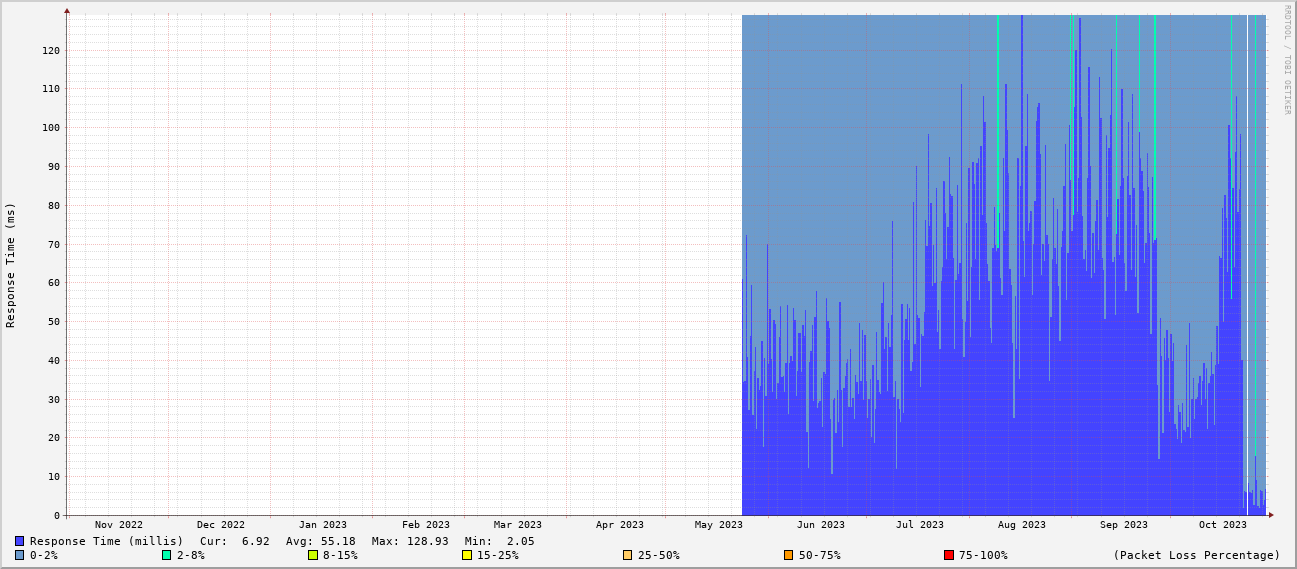 RRDTOOL / TOBI OETIKER
Response Time (ms)
120
110
100
90
80
70
60
50
40
30
20
10
0
Nov 2022 Dec 2022 Jan 2023 Feb 2023 Mar 2023 Apr 2023 May 2023 Jun 2023 Jul 2023 Aug 2023 Sep 2023 Oct 2023
Response Time (millis) Cur: 6.92 Avg: 55.18 Max: 128.93 Min: 2.05
0-2% 2-8% 8-15% 15-25% 25-50% 50-75% 75-100% (Packet Loss Percentage)